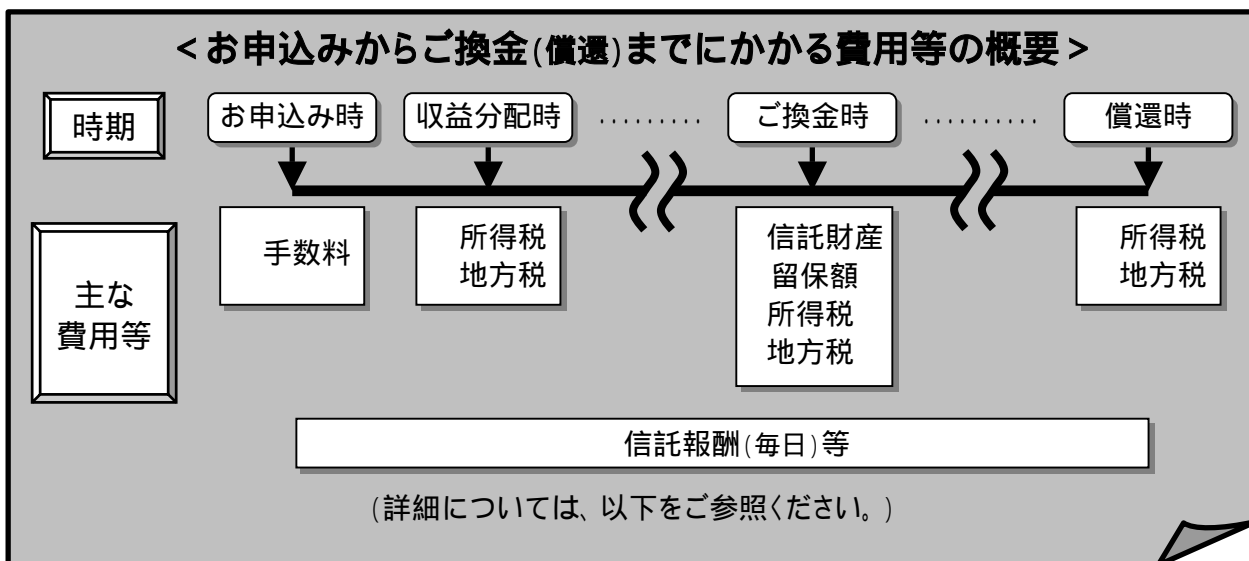 <お申込みからご換金(償還)までにかかる費用等の概要>
時期
お申込み時
収益分配時
………
ご換金時
………
償還時
主な
費用等
手数料
所得税
地方税
信託財産
留保額
所得税
地方税
所得税
地方税
信託報酬(毎日)等
(詳細については、以下をご参照ください。)